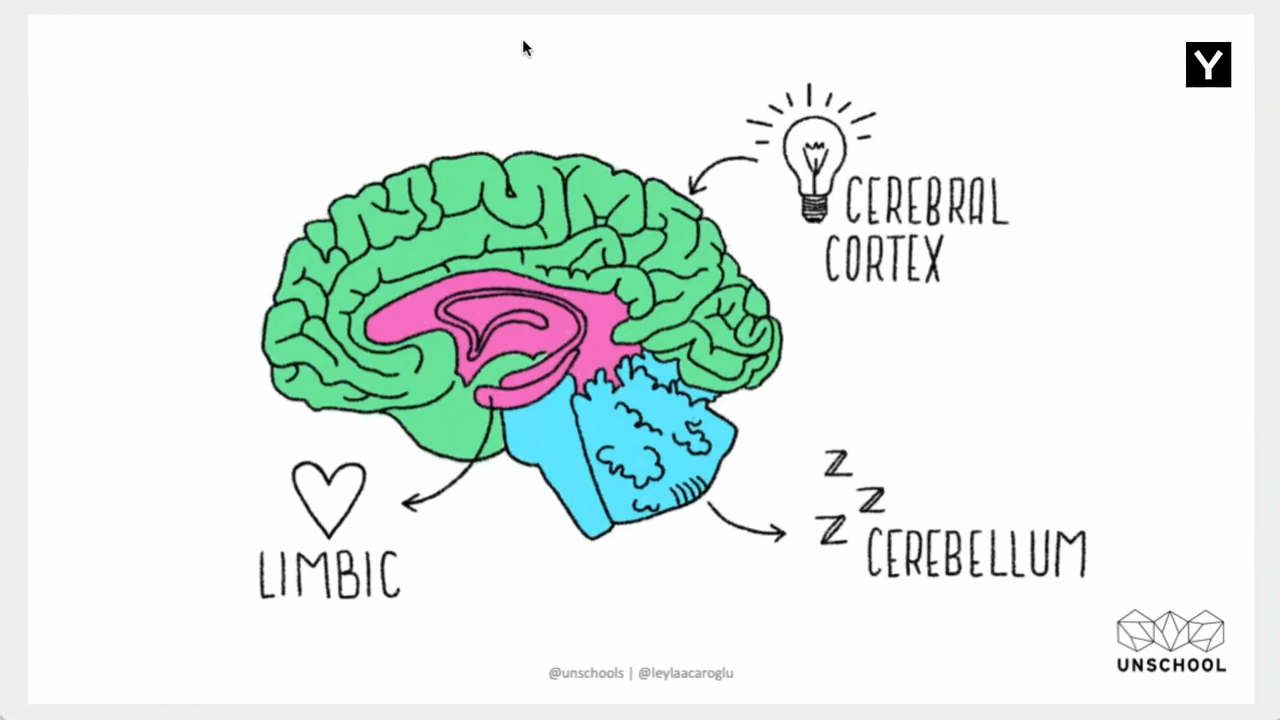 Y
CEREBRAL
CORTEX
LIMBIC
Z
Z
Z
CEREBELLUM
UNSCHOOL
@unschools | @leylaacaroglu